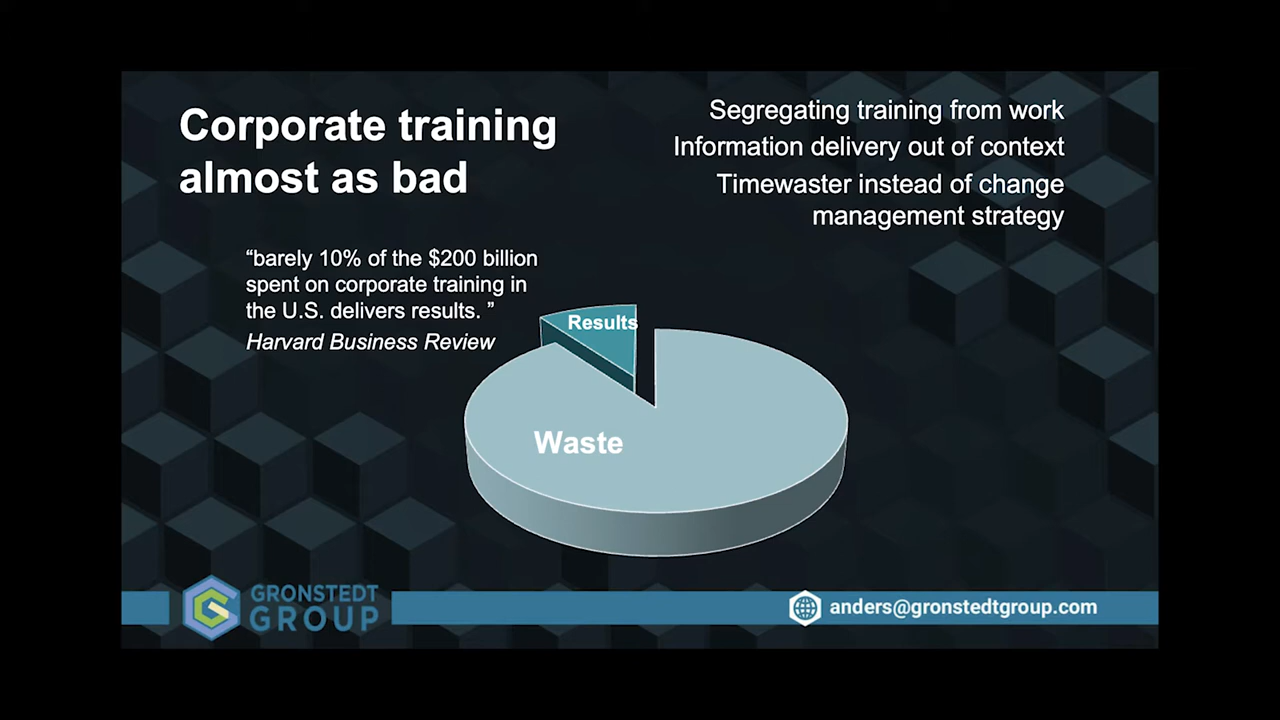 Corporate training
almost as bad
Segregating training from work
Information delivery out of context
Timewaster instead of change
management strategy
“barely 10% of the $200 billion
spent on corporate training in
the U.S. delivers results. ”
Harvard Business Review
Results
Waste
GRONSTEDT
GROUP
anders@gronstedtgroup.com